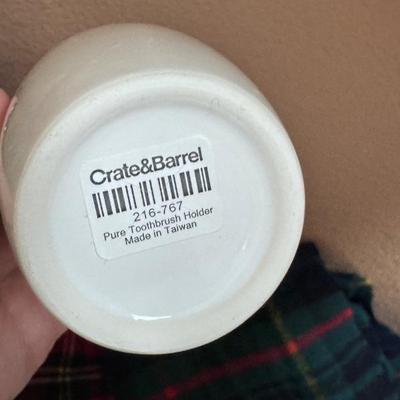 Crate&Barrel
216-767
Pure Toothbrush Holder
Made in Taiwan